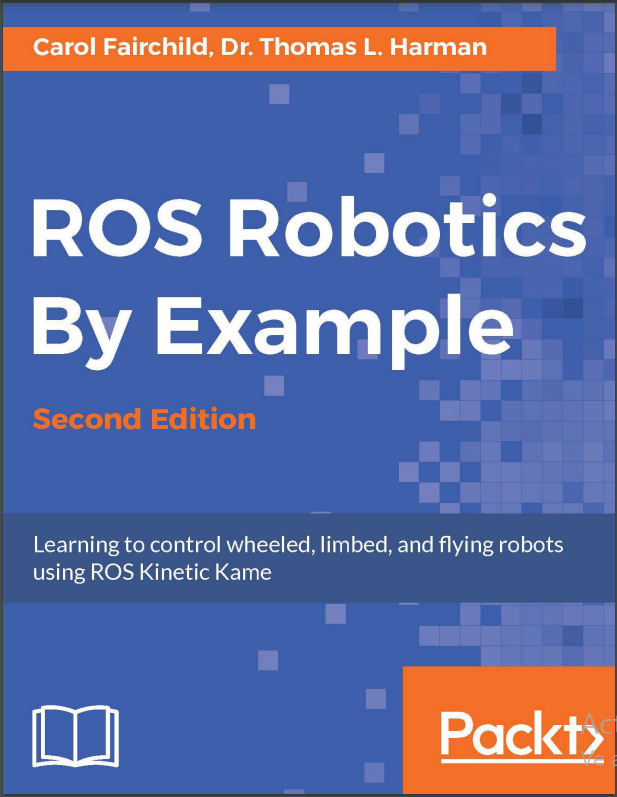 Carol Fairchild, Dr. Thomas L. Harman
ROS Robotics
By Example
Second Edition
Learning to control wheeled, limbed, and flying robots
using ROS Kinetic Kame
Packt>